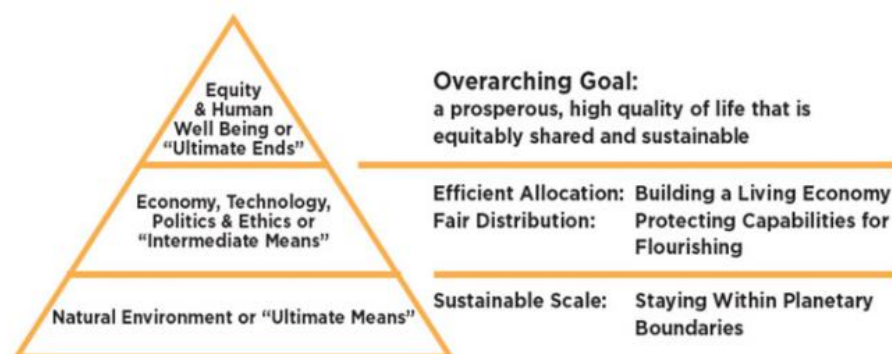 Equity
& Human
Well Being or
“Ultimate Ends”
Overarching Goal:
a prosperous, high quality of life that is
equitably shared and sustainable
Economy, Technology,
Politics & Ethics or
“Intermediate Means”
Efficient Allocation: Building a Living Economy
Fair Distribution: Protecting Capabilities for
Flourishing
Natural Environment or “Ultimate Means”
Sustainable Scale: Staying Within Planetary
Boundaries